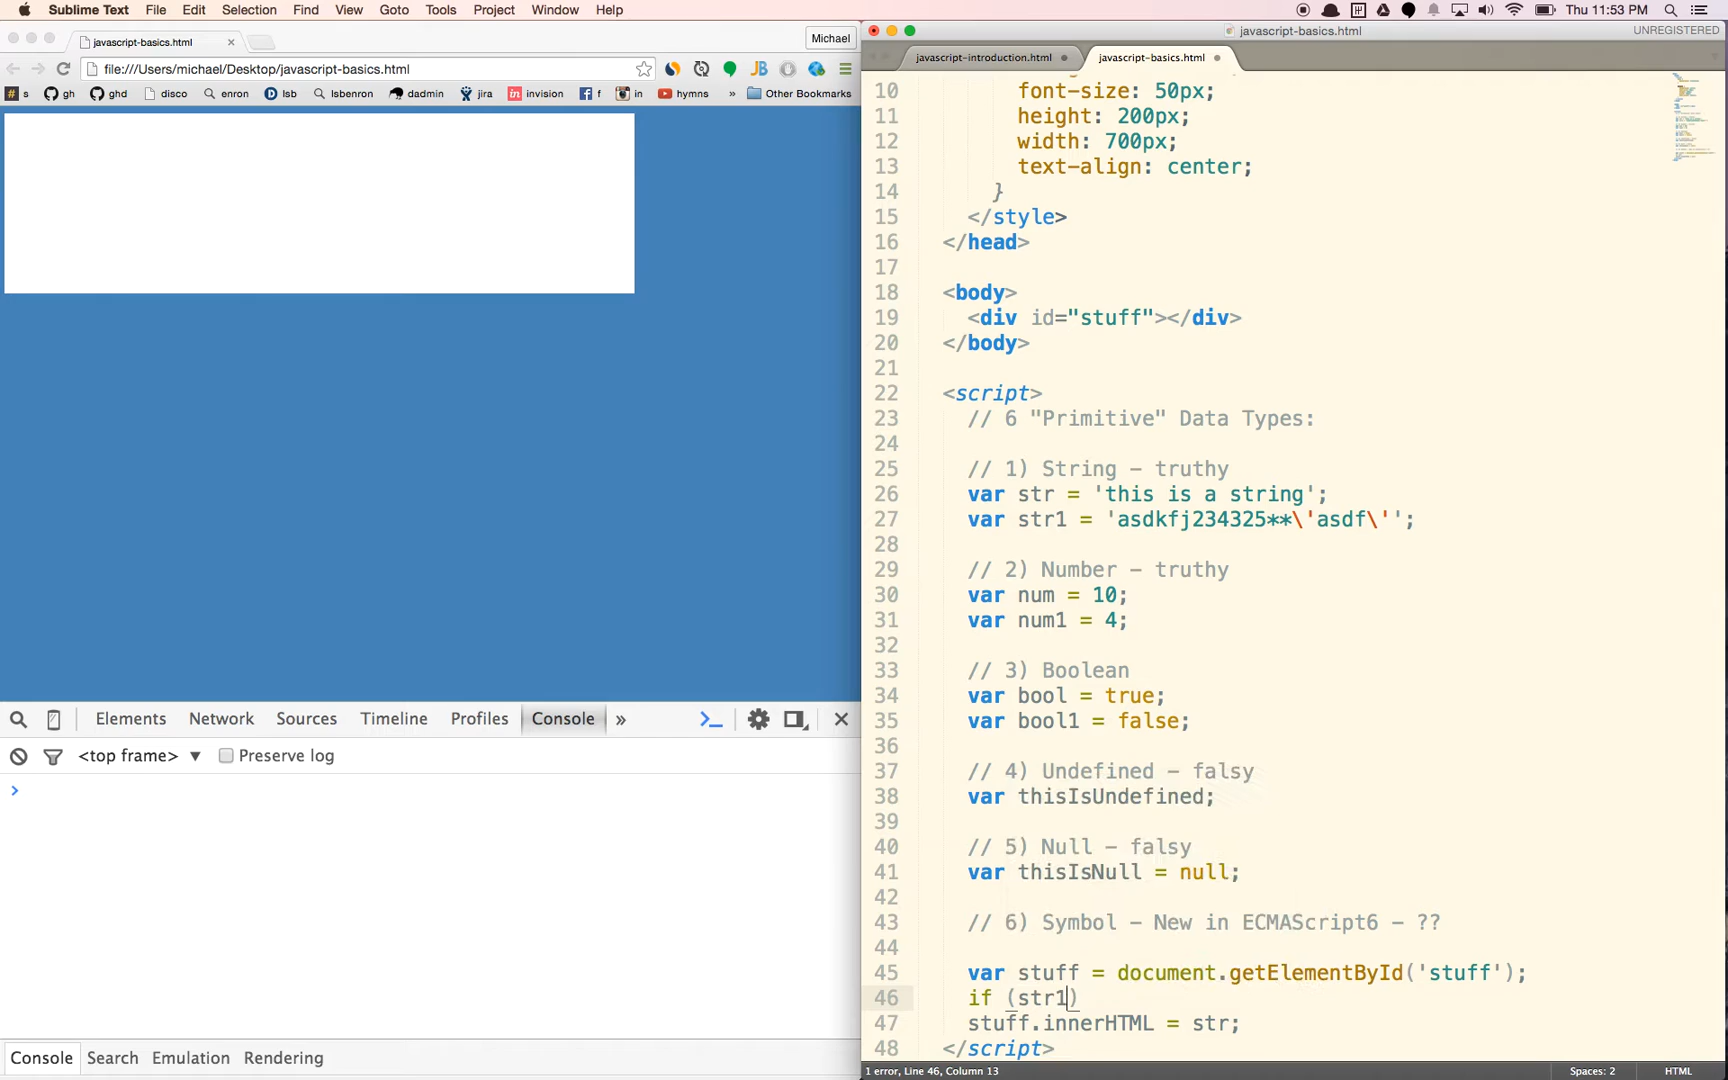 Sublime Text File Edit Selection Find View Goto Tools Project Window Help Thu 11:53 PM
javascript-basics.html Michael
file:///Users/michael/Desktop/javascript-basics.html
s gh ghd disco enron lsb lsbenron dadmin jira invision f in hymns » Other Bookmarks
Elements Network Sources Timeline Profiles Console »
<top frame> ▼ Preserve log
>
Console Search Emulation Rendering
javascript-basics.html UNREGISTERED
javascript-introduction.html javascript-basics.html
10 font-size: 50px;
11 height: 200px;
12 width: 700px;
13 text-align: center;
14 }
15 </style>
16 </head>
17
18 <body>
19 <div id="stuff"></div>
20 </body>
21
22 <script>
23 // 6 "Primitive" Data Types:
24
25 // 1) String - truthy
26 var str = 'this is a string';
27 var str1 = 'asdkfj234325**\'asdf\'';
28
29 // 2) Number - truthy
30 var num = 10;
31 var num1 = 4;
32
33 // 3) Boolean
34 var bool = true;
35 var bool1 = false;
36
37 // 4) Undefined - falsy
38 var thisIsUndefined;
39
40 // 5) Null - falsy
41 var thisIsNull = null;
42
43 // 6) Symbol - New in ECMAScript6 - ??
44
45 var stuff = document.getElementById('stuff');
46 if (str1)
47 stuff.innerHTML = str;
48 </script>
1 error, Line 46, Column 13 Spaces: 2 HTML